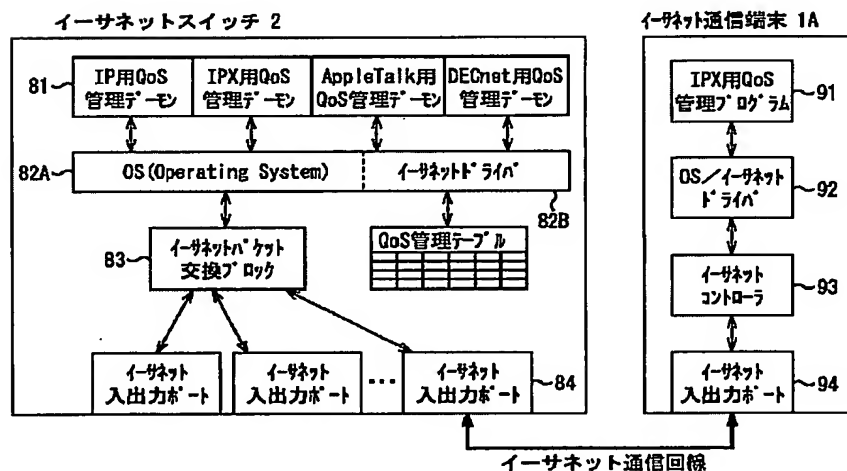 イーサネットスイッチ 2
イーサネット通信端末 1A
81
IP用QoS
管理デーモン
IPX用QoS
管理デーモン
AppleTalk用
QoS管理デーモン
DECnet用QoS
管理デーモン
82A
OS(Operating System)
イーサネットドライバ
82B
83
イーサネットパケット
交換ブロック
QoS管理テーブル
イーサネット
入出力ポート
イーサネット
入出力ポート
・・・
イーサネット
入出力ポート
84
IPX用QoS
管理プログラム
91
OS/イーサネット
ドライバ
92
イーサネット
コントローラ
93
イーサネット
入出力ポート
94
イーサネット通信回線